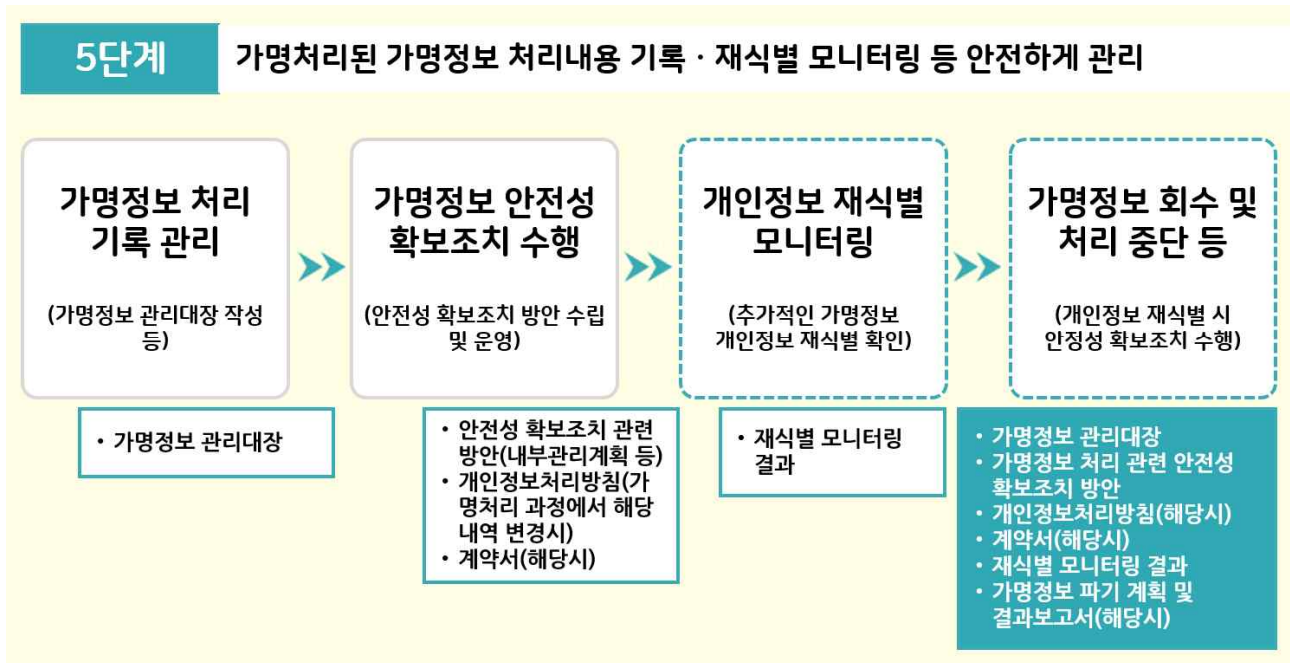 5단계
가명처리된 가명정보 처리내용 기록 · 재식별 모니터링 등 안전하게 관리
가명정보 처리
기록 관리
(가명정보 관리대장 작성
등)
가명정보 안전성
확보조치 수행
(안전성 확보조치 방안 수립
및 운영)
개인정보 재식별
모니터링
(추가적인 가명정보
개인정보 재식별 확인)
가명정보 회수 및
처리 중단 등
(개인정보 재식별 시
안정성 확보조치 수행)
• 가명정보 관리대장
• 안전성 확보조치 관련
방안(내부관리계획 등)
• 개인정보처리방침(가
명처리 과정에서 해당
내역 변경시)
• 계약서(해당시)
• 재식별 모니터링
결과
• 가명정보 관리대장
• 가명정보 처리 관련 안전성
확보조치 방안
• 개인정보처리방침(해당시)
• 계약서(해당시)
• 재식별 모니터링 결과
• 가명정보 파기 계획 및
결과보고서(해당시)